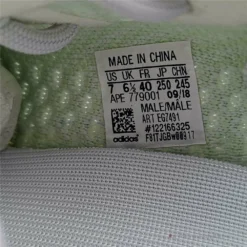 MADE IN CHINA
US UK FR JP CHN
7 6½ 40 250 245
APE 779001 09/18
MALE/MÂLE
ART EG7491
#122166325
adidas